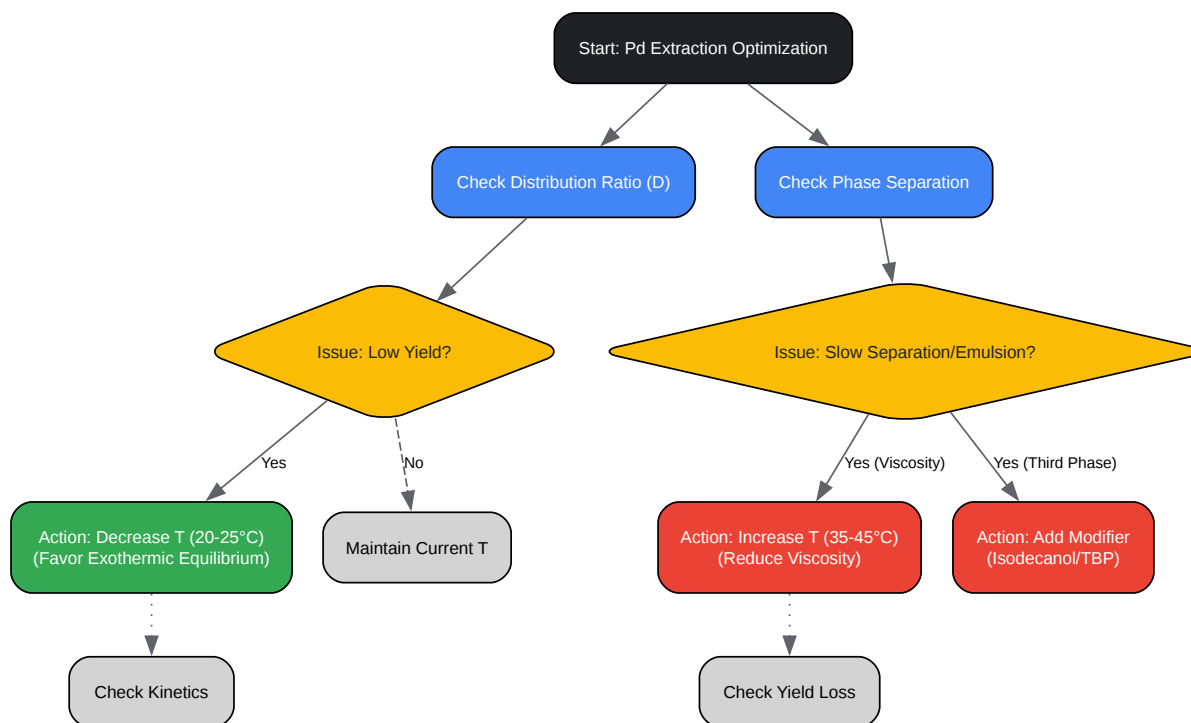 Start: Pd Extraction Optimization
Check Distribution Ratio (D)
Check Phase Separation
Issue: Low Yield?
Issue: Slow Separation/Emulsion?
Yes
No
Yes (Viscosity)
Yes (Third Phase)
Action: Decrease T (20-25°C)
(Favor Exothermic Equilibrium)
Maintain Current T
Action: Increase T (35-45°C)
(Reduce Viscosity)
Action: Add Modifier
(Isodecanol/TBP)
Check Kinetics
Check Yield Loss